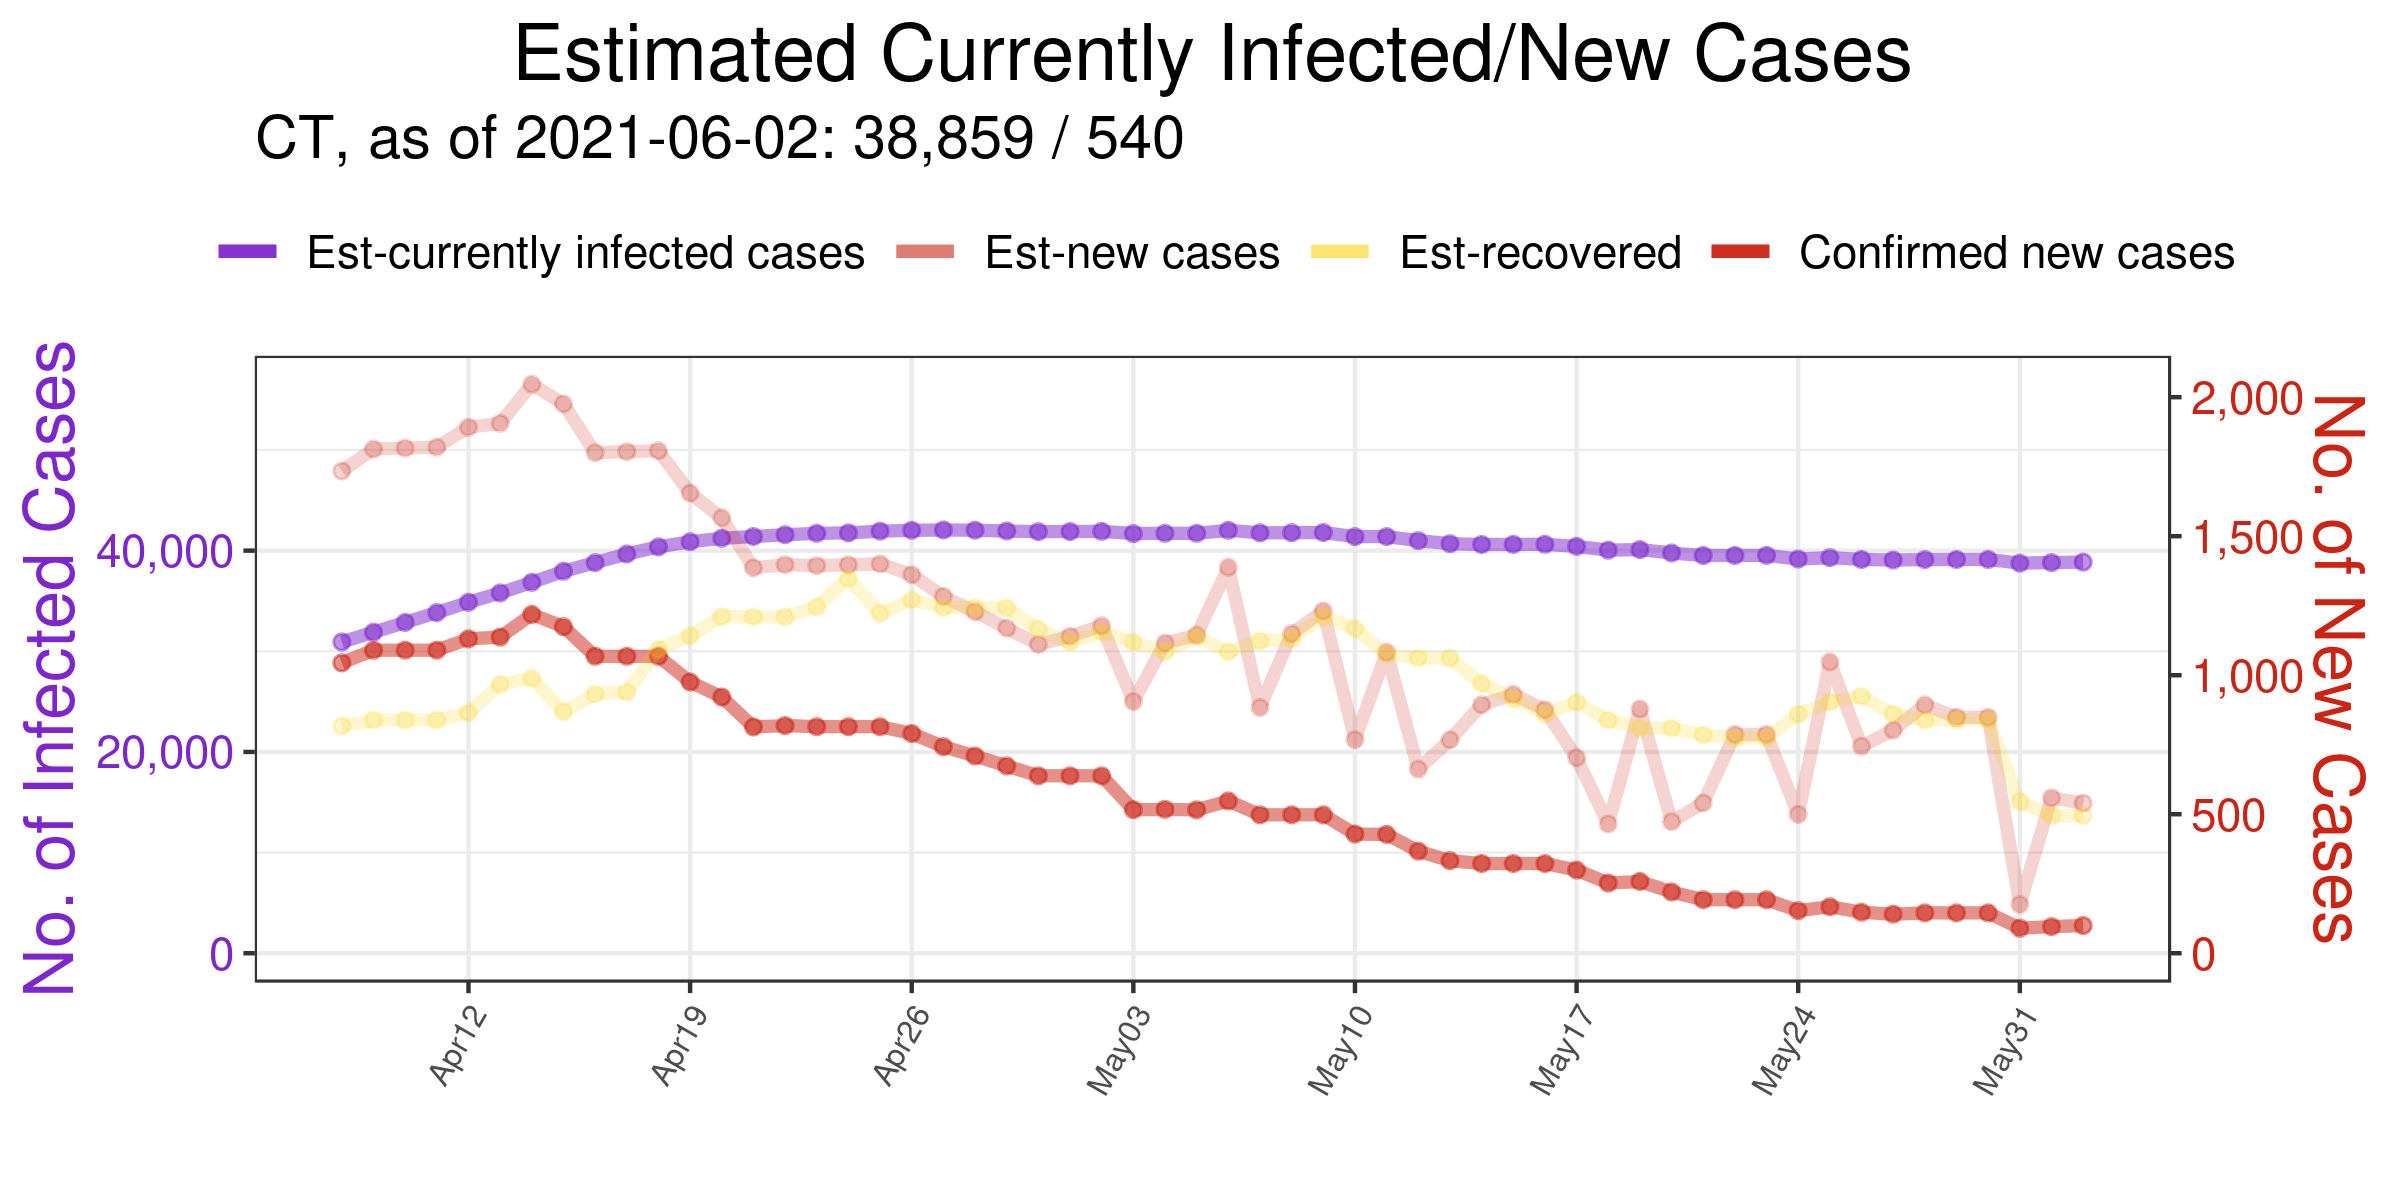 Estimated Currently Infected/New Cases
CT, as of 2021-06-02: 38,859 / 540
Est-currently infected cases
Est-new cases
Est-recovered
Confirmed new cases
No. of Infected Cases
40,000
20,000
0
2,000
1,500
1,000
500
0
No. of New Cases
Apr12
Apr19
Apr26
May03
May10
May17
May24
May31